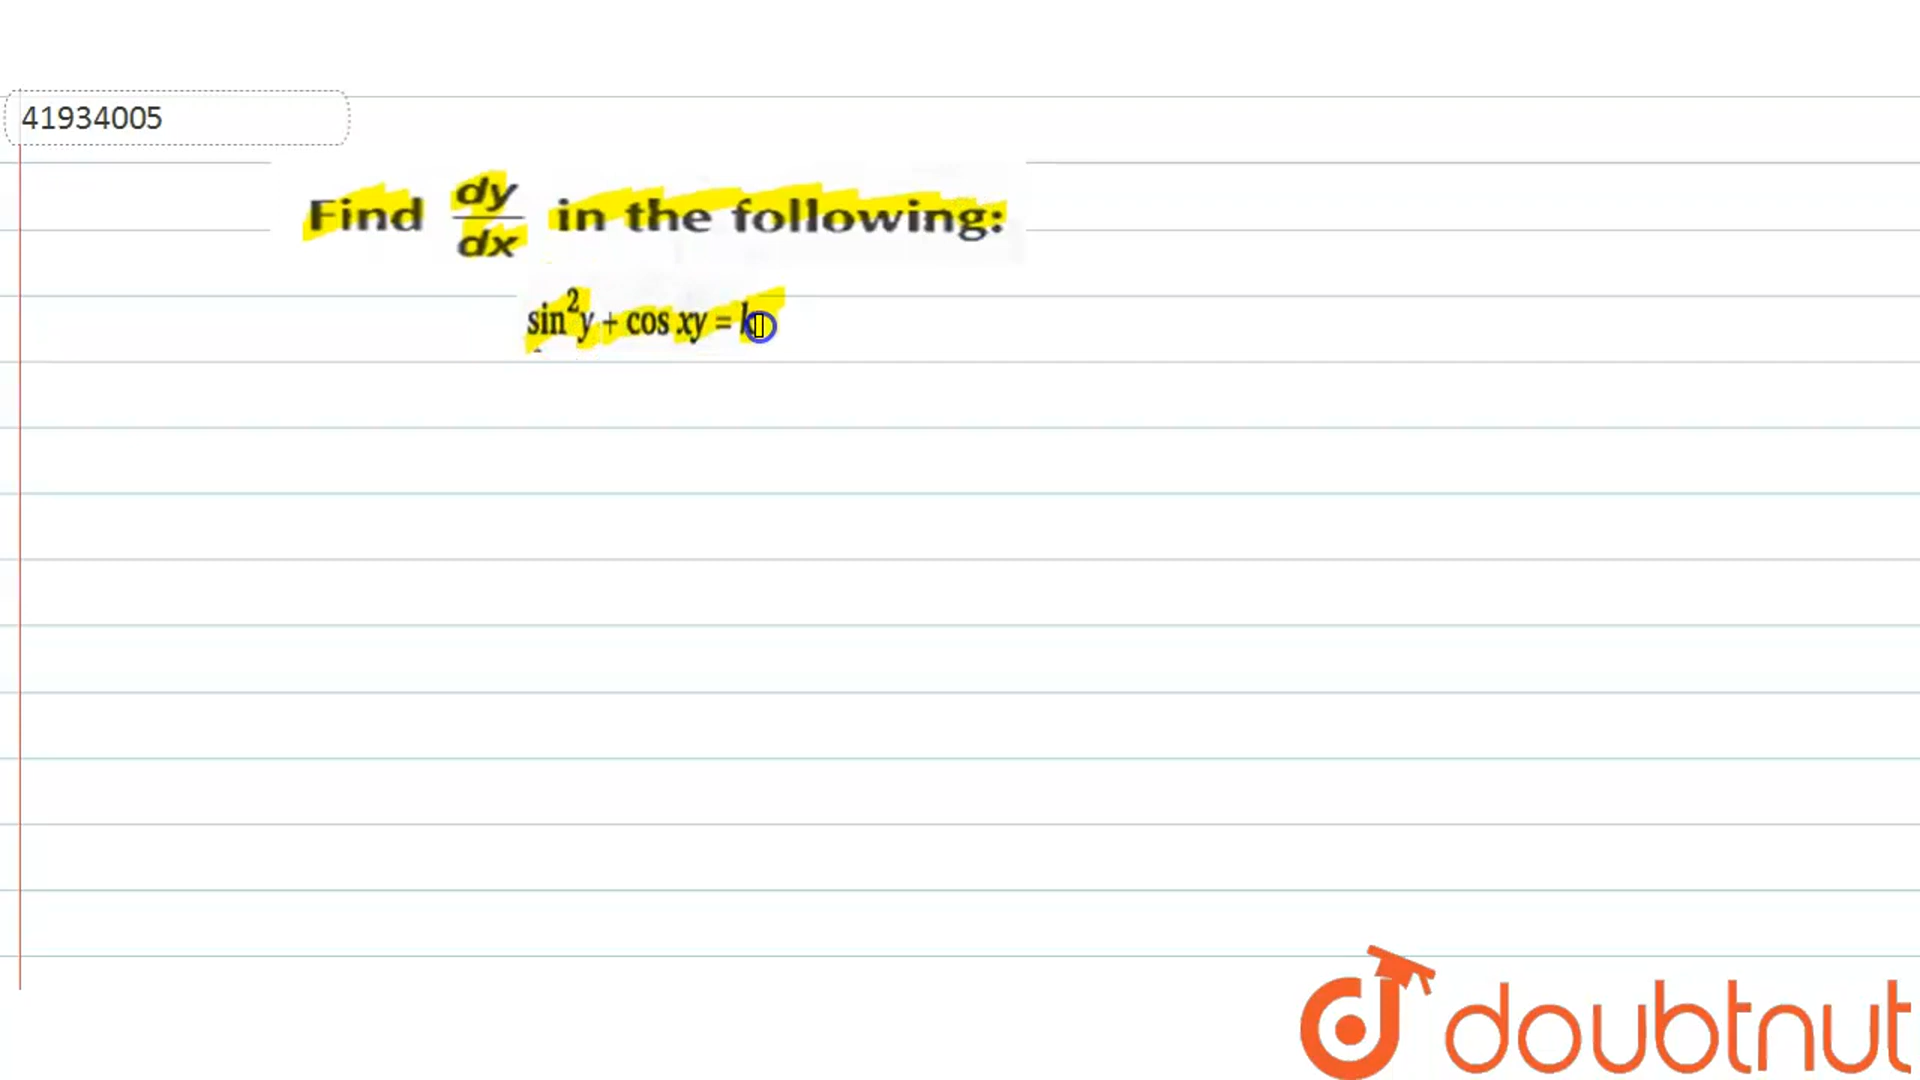 41934005
Find dy/dx in the following:
sin²y + cos xy = k
doubtnut